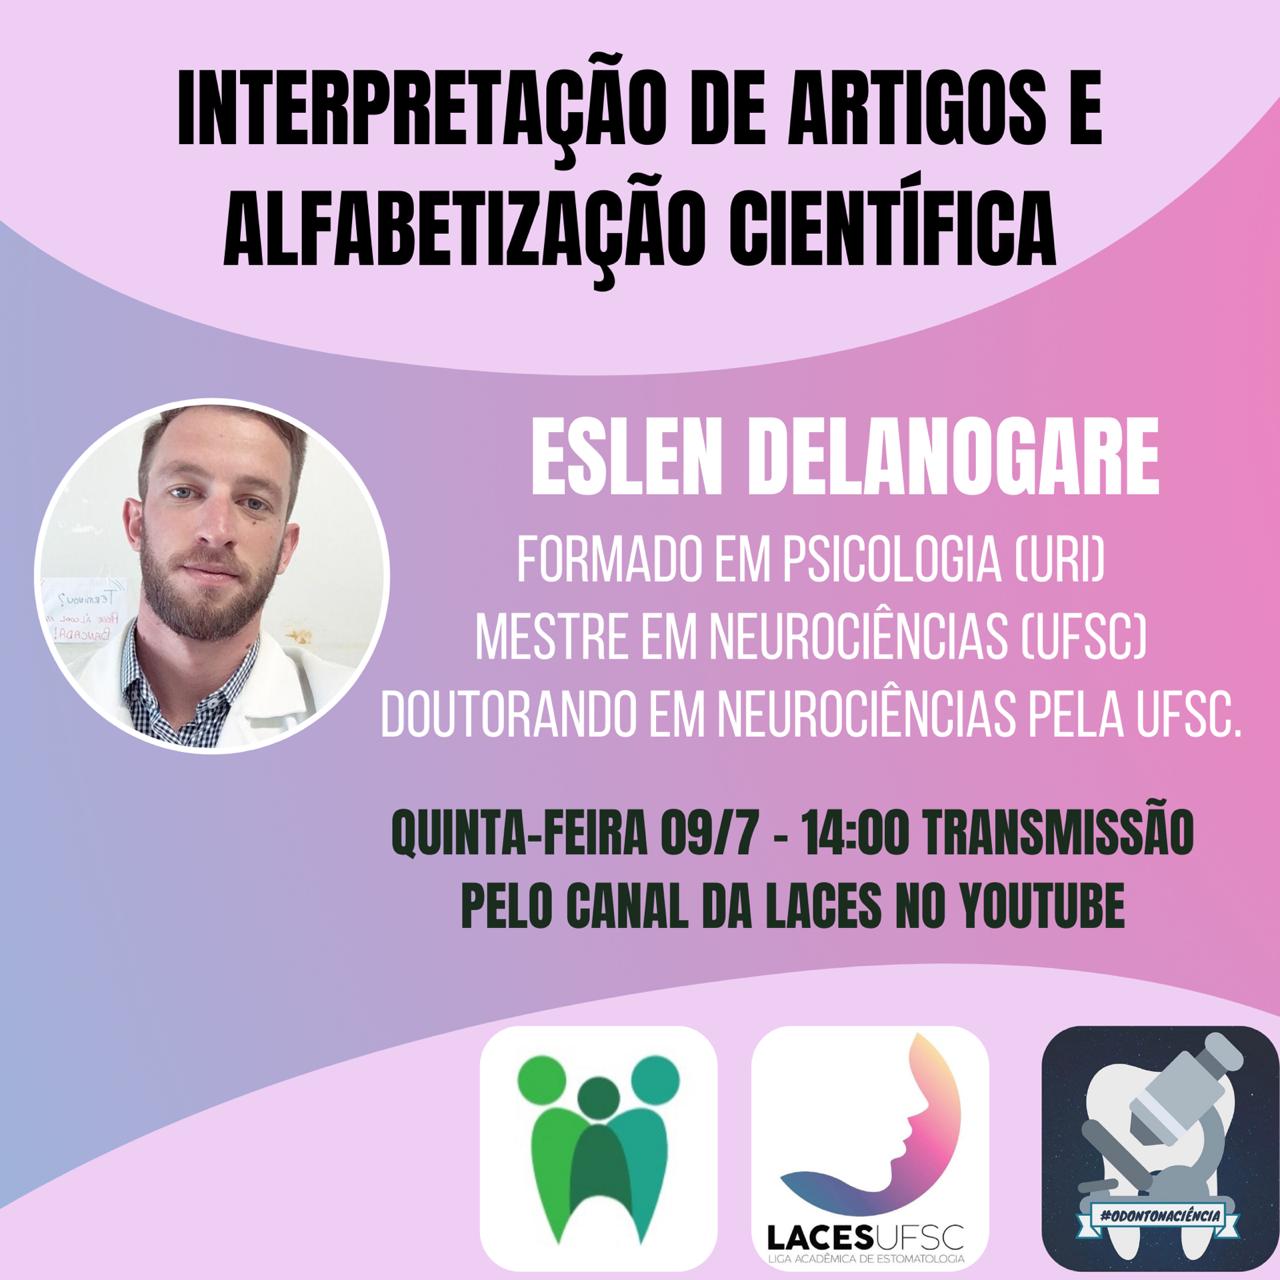 INTERPRETAÇÃO DE ARTIGOS E
ALFABETIZAÇÃO CIENTÍFICA
ESLEN DELANOGARE
FORMADO EM PSICOLOGIA (URI)
MESTRE EM NEUROCIÊNCIAS (UFSC)
DOUTORANDO EM NEUROCIÊNCIAS PELA UFSC.
TERMINOU?
BANCADA!
QUINTA-FEIRA 09/7 - 14:00 TRANSMISSÃO
PELO CANAL DA LACES NO YOUTUBE
LACESUFSC
LIGA ACADÊMICA DE ESTOMATOLOGIA
#ODONTONACIÊNCIA